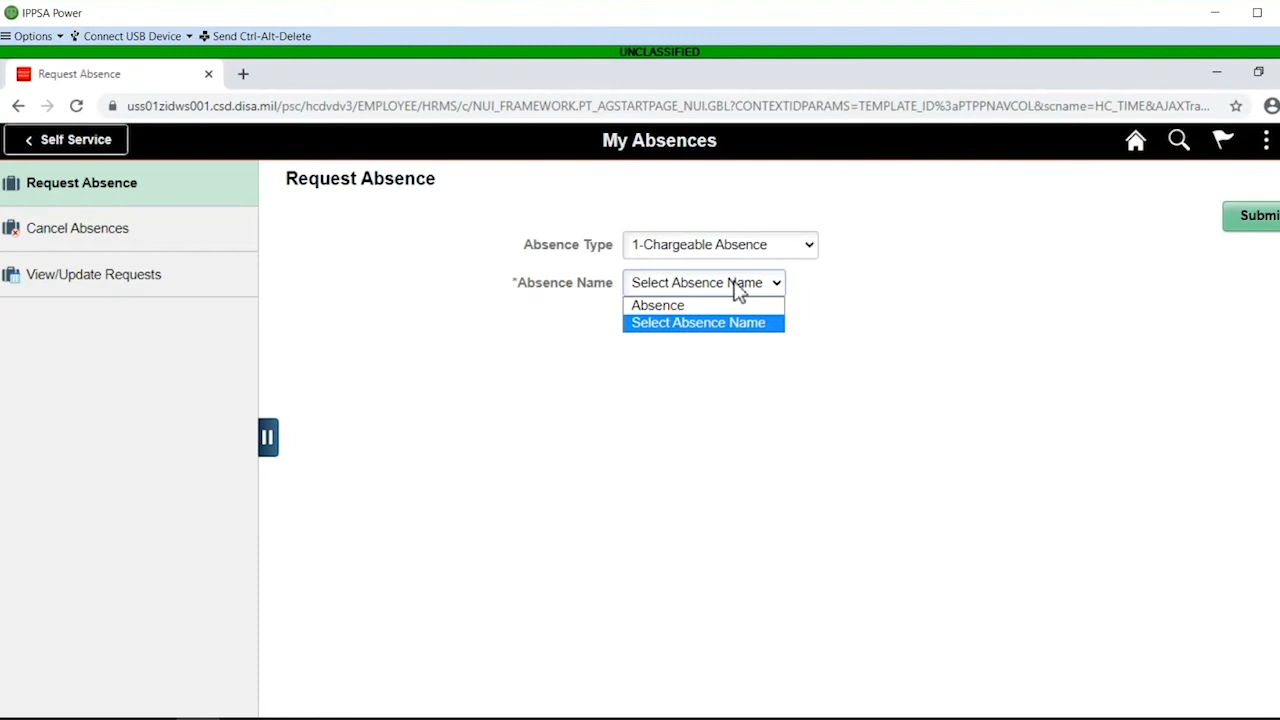 IPPSA Power
Options Connect USB Device Send Ctrl-Alt-Delete
UNCLASSIFIED
Request Absence
uss01zidws001.csd.disa.mil/psc/hcdvdv3/EMPLOYEE/HRMS/c/NUI_FRAMEWORK.PT_AGSTARTPAGE_NUI.GBL?CONTEXTIDPARAMS=TEMPLATE_ID%3aPTPPNAVCOL&scname=HC_TIME&AJAXTra...
Self Service
My Absences
Request Absence
Cancel Absences
View/Update Requests
Request Absence
Submi
Absence Type 1-Chargeable Absence
*Absence Name Select Absence Name
Absence
Select Absence Name